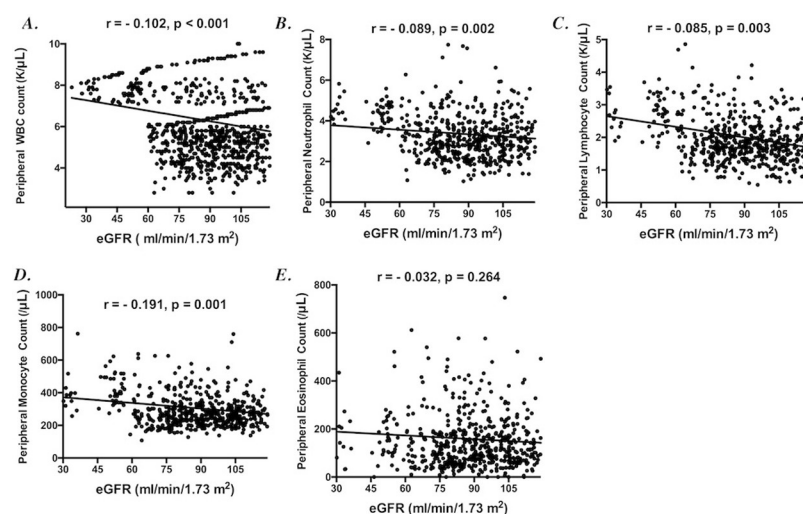 A.
r = - 0.102, p < 0.001
Peripheral WBC count (K/µL)
10
8
6
4
30 45 60 75 90 105
eGFR ( ml/min/1.73 m²)
B.
r = - 0.089, p = 0.002
Peripheral Neutrophil Count (K/µL)
8
6
4
2
0
30 45 60 75 90 105
eGFR (ml/min/1.73 m²)
C.
r = - 0.085, p = 0.003
Peripheral Lymphocyte Count (K/µL)
5
4
3
2
1
0
30 45 60 75 90 105
eGFR (ml/min/1.73 m²)
D.
r = - 0.191, p = 0.001
Peripheral Monocyte Count (/µL)
1000
800
600
400
200
0
30 45 60 75 90 105
eGFR (ml/min/1.73 m²)
E.
r = - 0.032, p = 0.264
Peripheral Eosinophil Count (/µL)
800
600
400
200
0
30 45 60 75 90 105
eGFR (ml/min/1.73 m²)